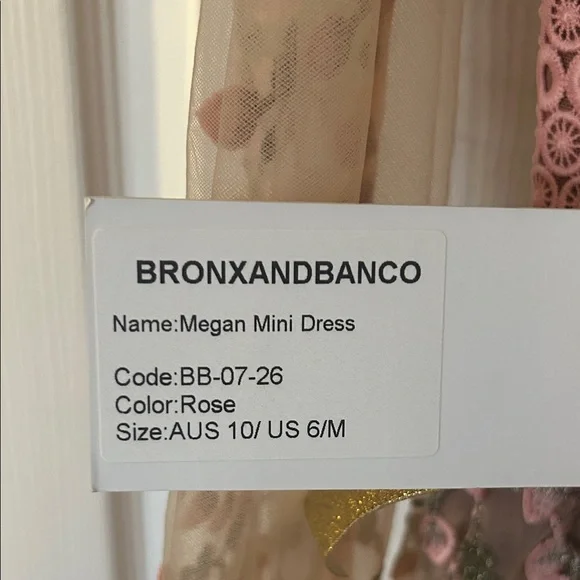 BRONXANDBANCO
Name:Megan Mini Dress
Code:BB-07-26
Color:Rose
Size:AUS 10/ US 6/M